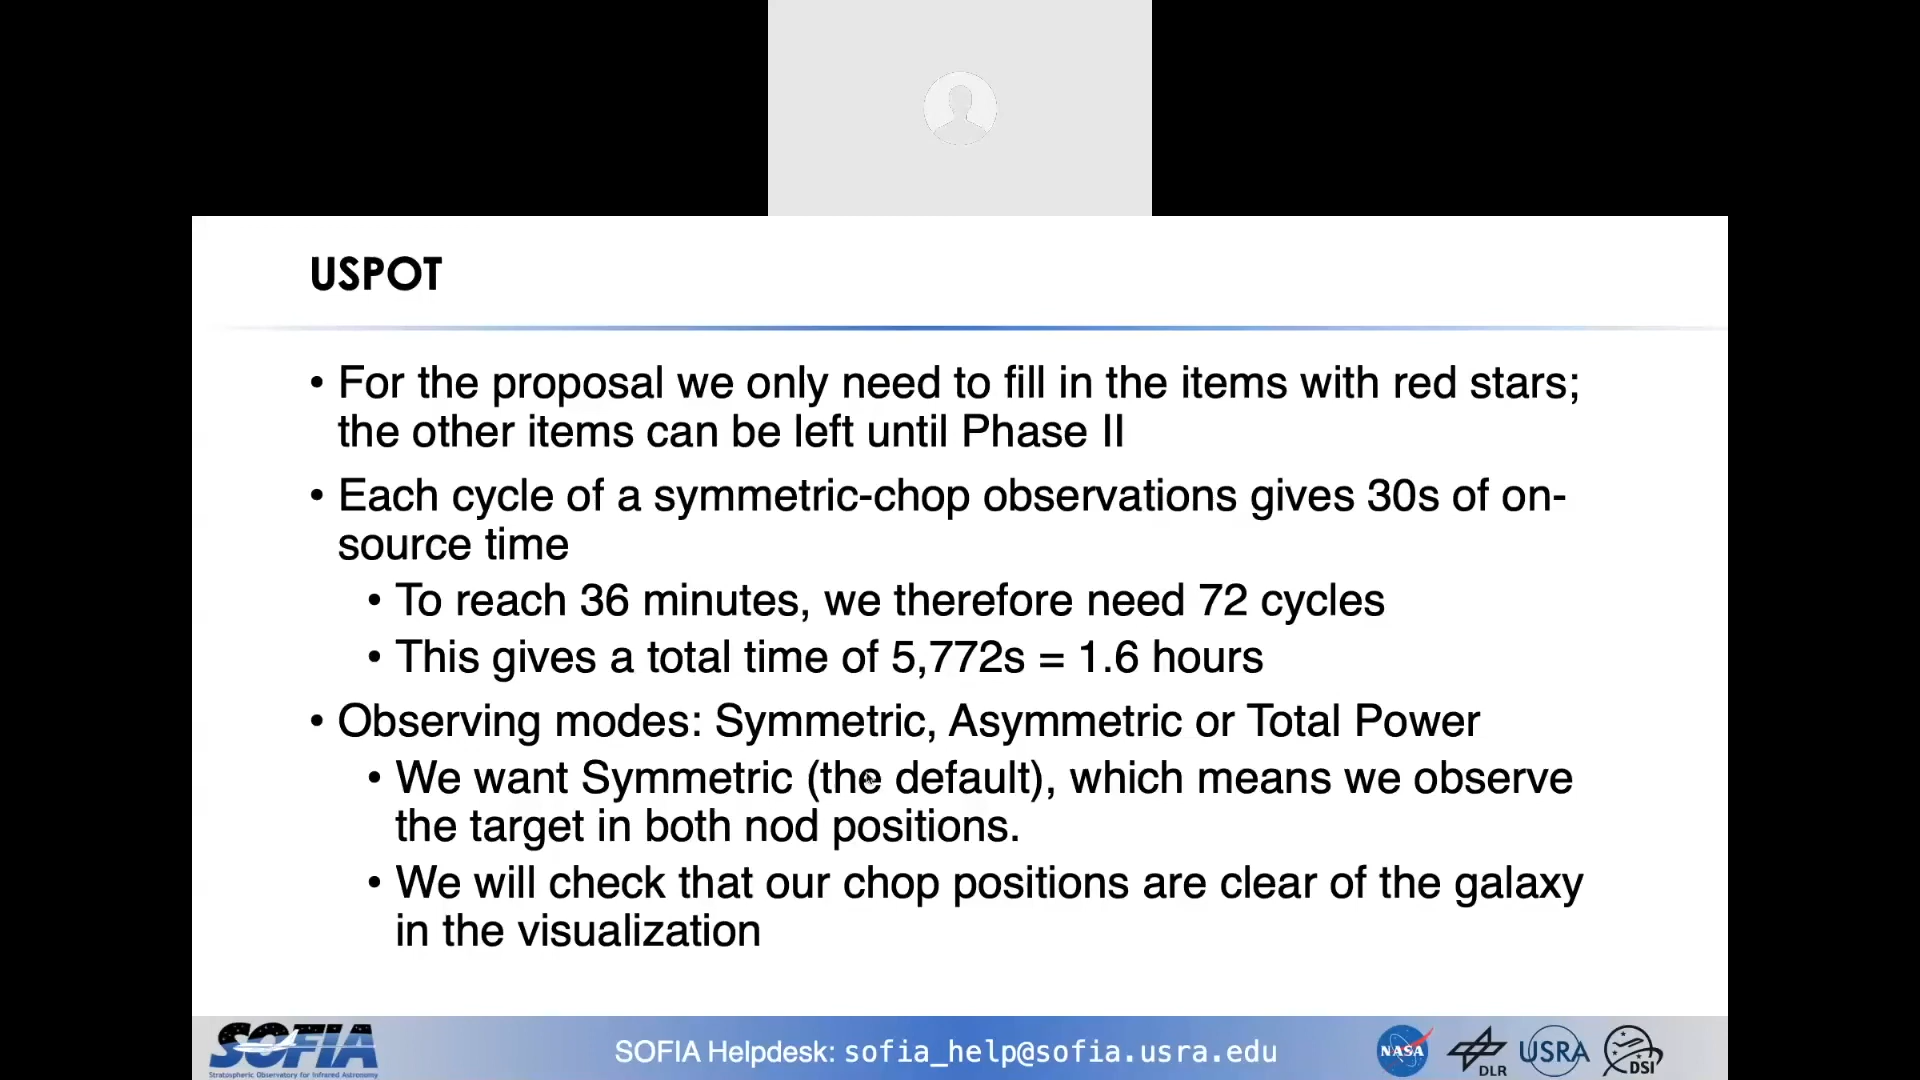 USPOT
• For the proposal we only need to fill in the items with red stars;
the other items can be left until Phase II
• Each cycle of a symmetric-chop observations gives 30s of on-
source time
• To reach 36 minutes, we therefore need 72 cycles
• This gives a total time of 5,772s = 1.6 hours
• Observing modes: Symmetric, Asymmetric or Total Power
• We want Symmetric (the default), which means we observe
the target in both nod positions.
• We will check that our chop positions are clear of the galaxy
in the visualization
SOFIA
Stratospheric Observatory for Infrared Astronomy
SOFIA Helpdesk: sofia_help@sofia.usra.edu
NASA
DLR
USRA
DSI